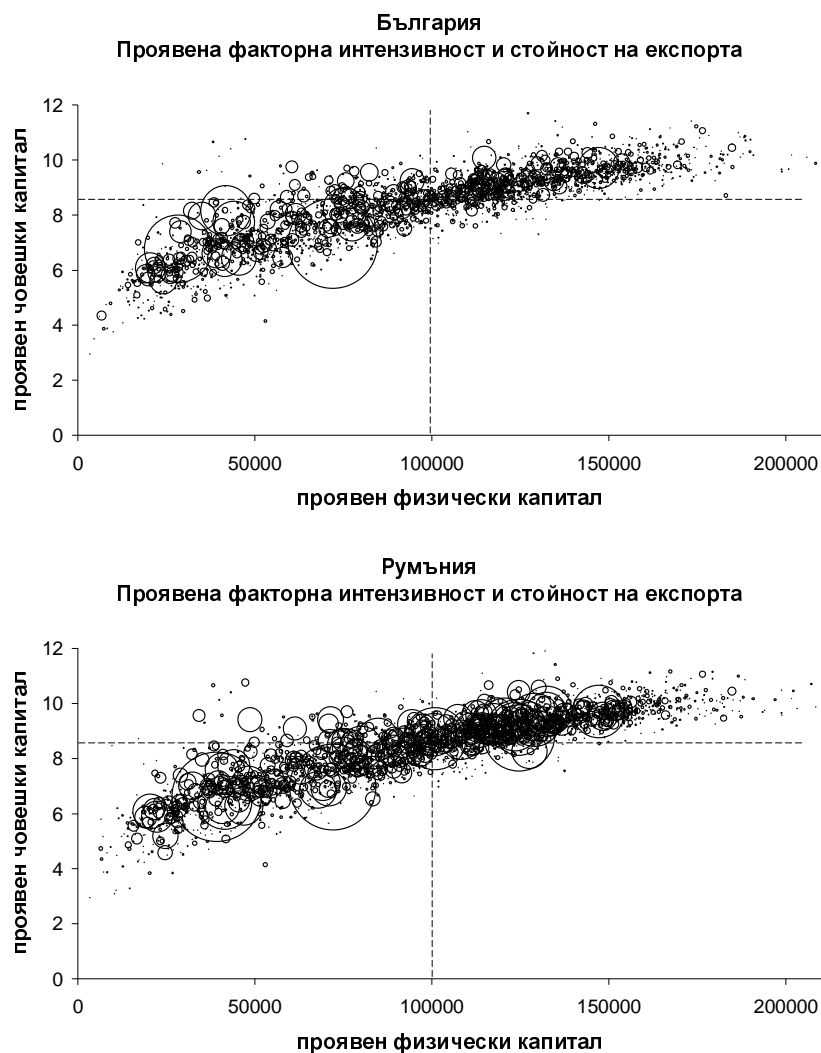 България
Проявена факторна интензивност и стойност на експорта
12
10
8
6
4
2
0
проявен човешки капитал
0 50000 100000 150000 200000
проявен физически капитал
Румъния
Проявена факторна интензивност и стойност на експорта
12
10
8
6
4
2
0
проявен човешки капитал
0 50000 100000 150000 200000
проявен физически капитал